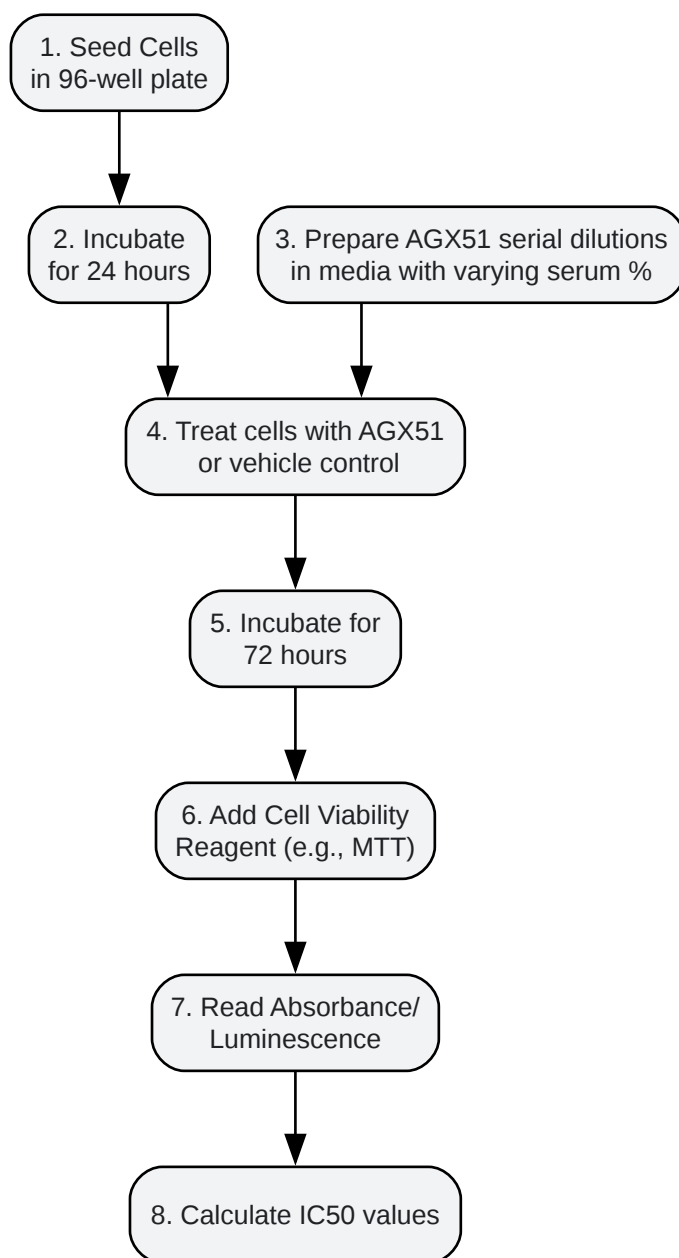 1. Seed Cells
in 96-well plate
2. Incubate
for 24 hours
3. Prepare AGX51 serial dilutions
in media with varying serum %
4. Treat cells with AGX51
or vehicle control
5. Incubate for
72 hours
6. Add Cell Viability
Reagent (e.g., MTT)
7. Read Absorbance/
Luminescence
8. Calculate IC50 values